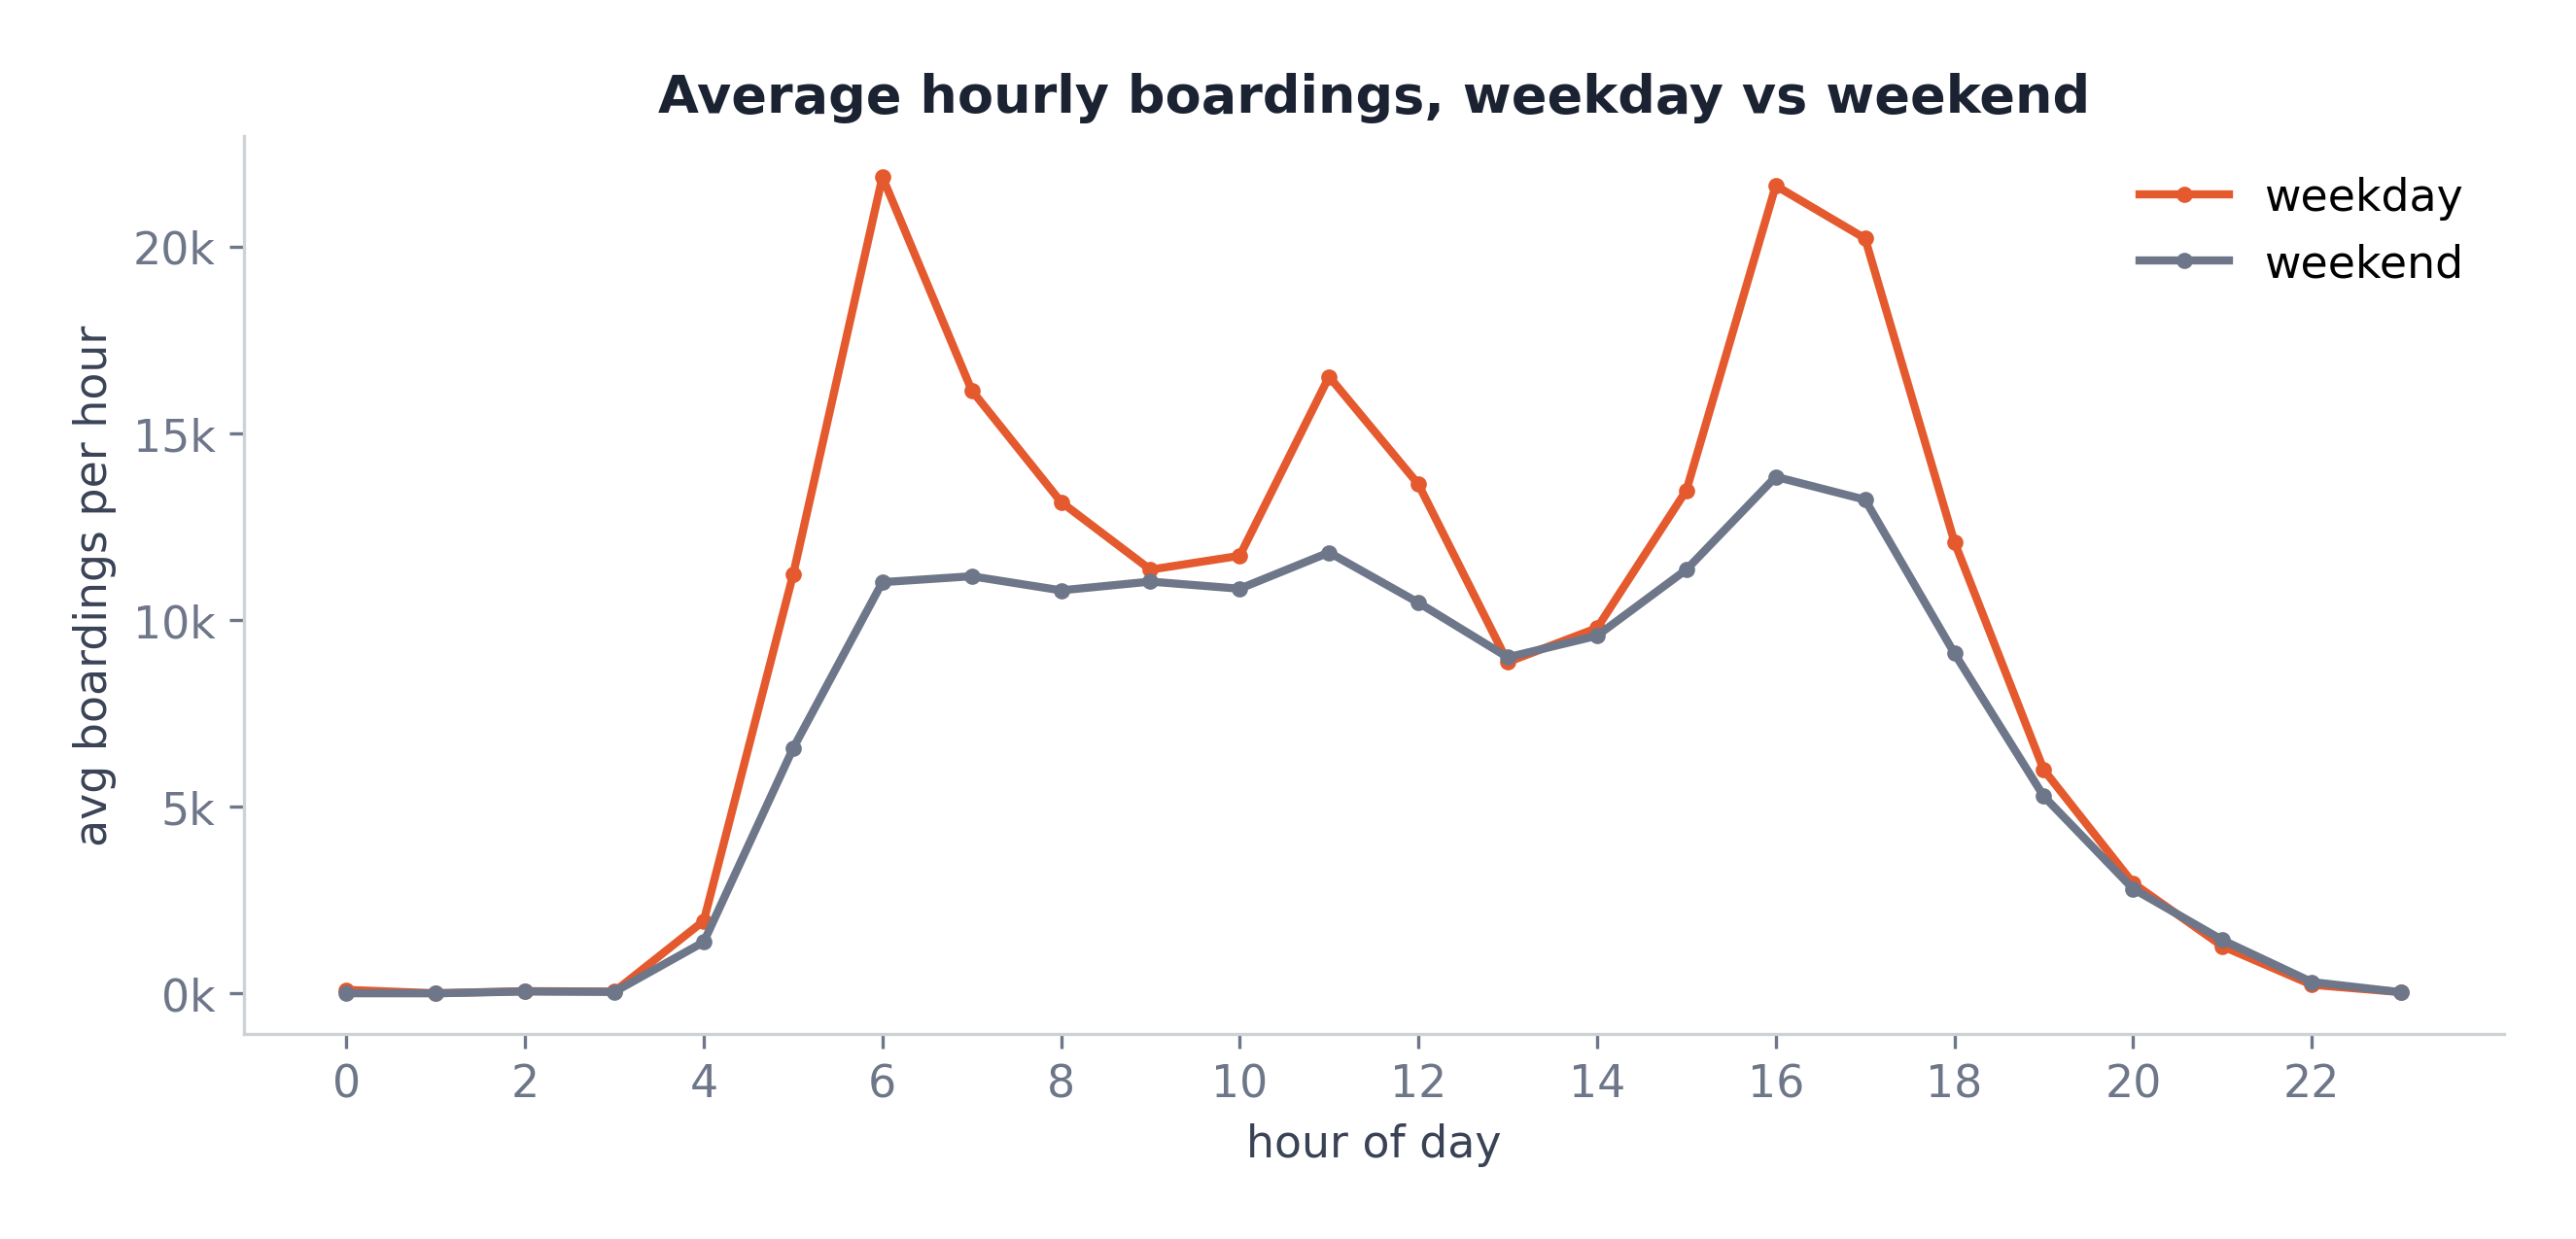 Average hourly boardings, weekday vs weekend
weekday
weekend
avg boardings per hour
20k
15k
10k
5k
0k
0 2 4 6 8 10 12 14 16 18 20 22
hour of day